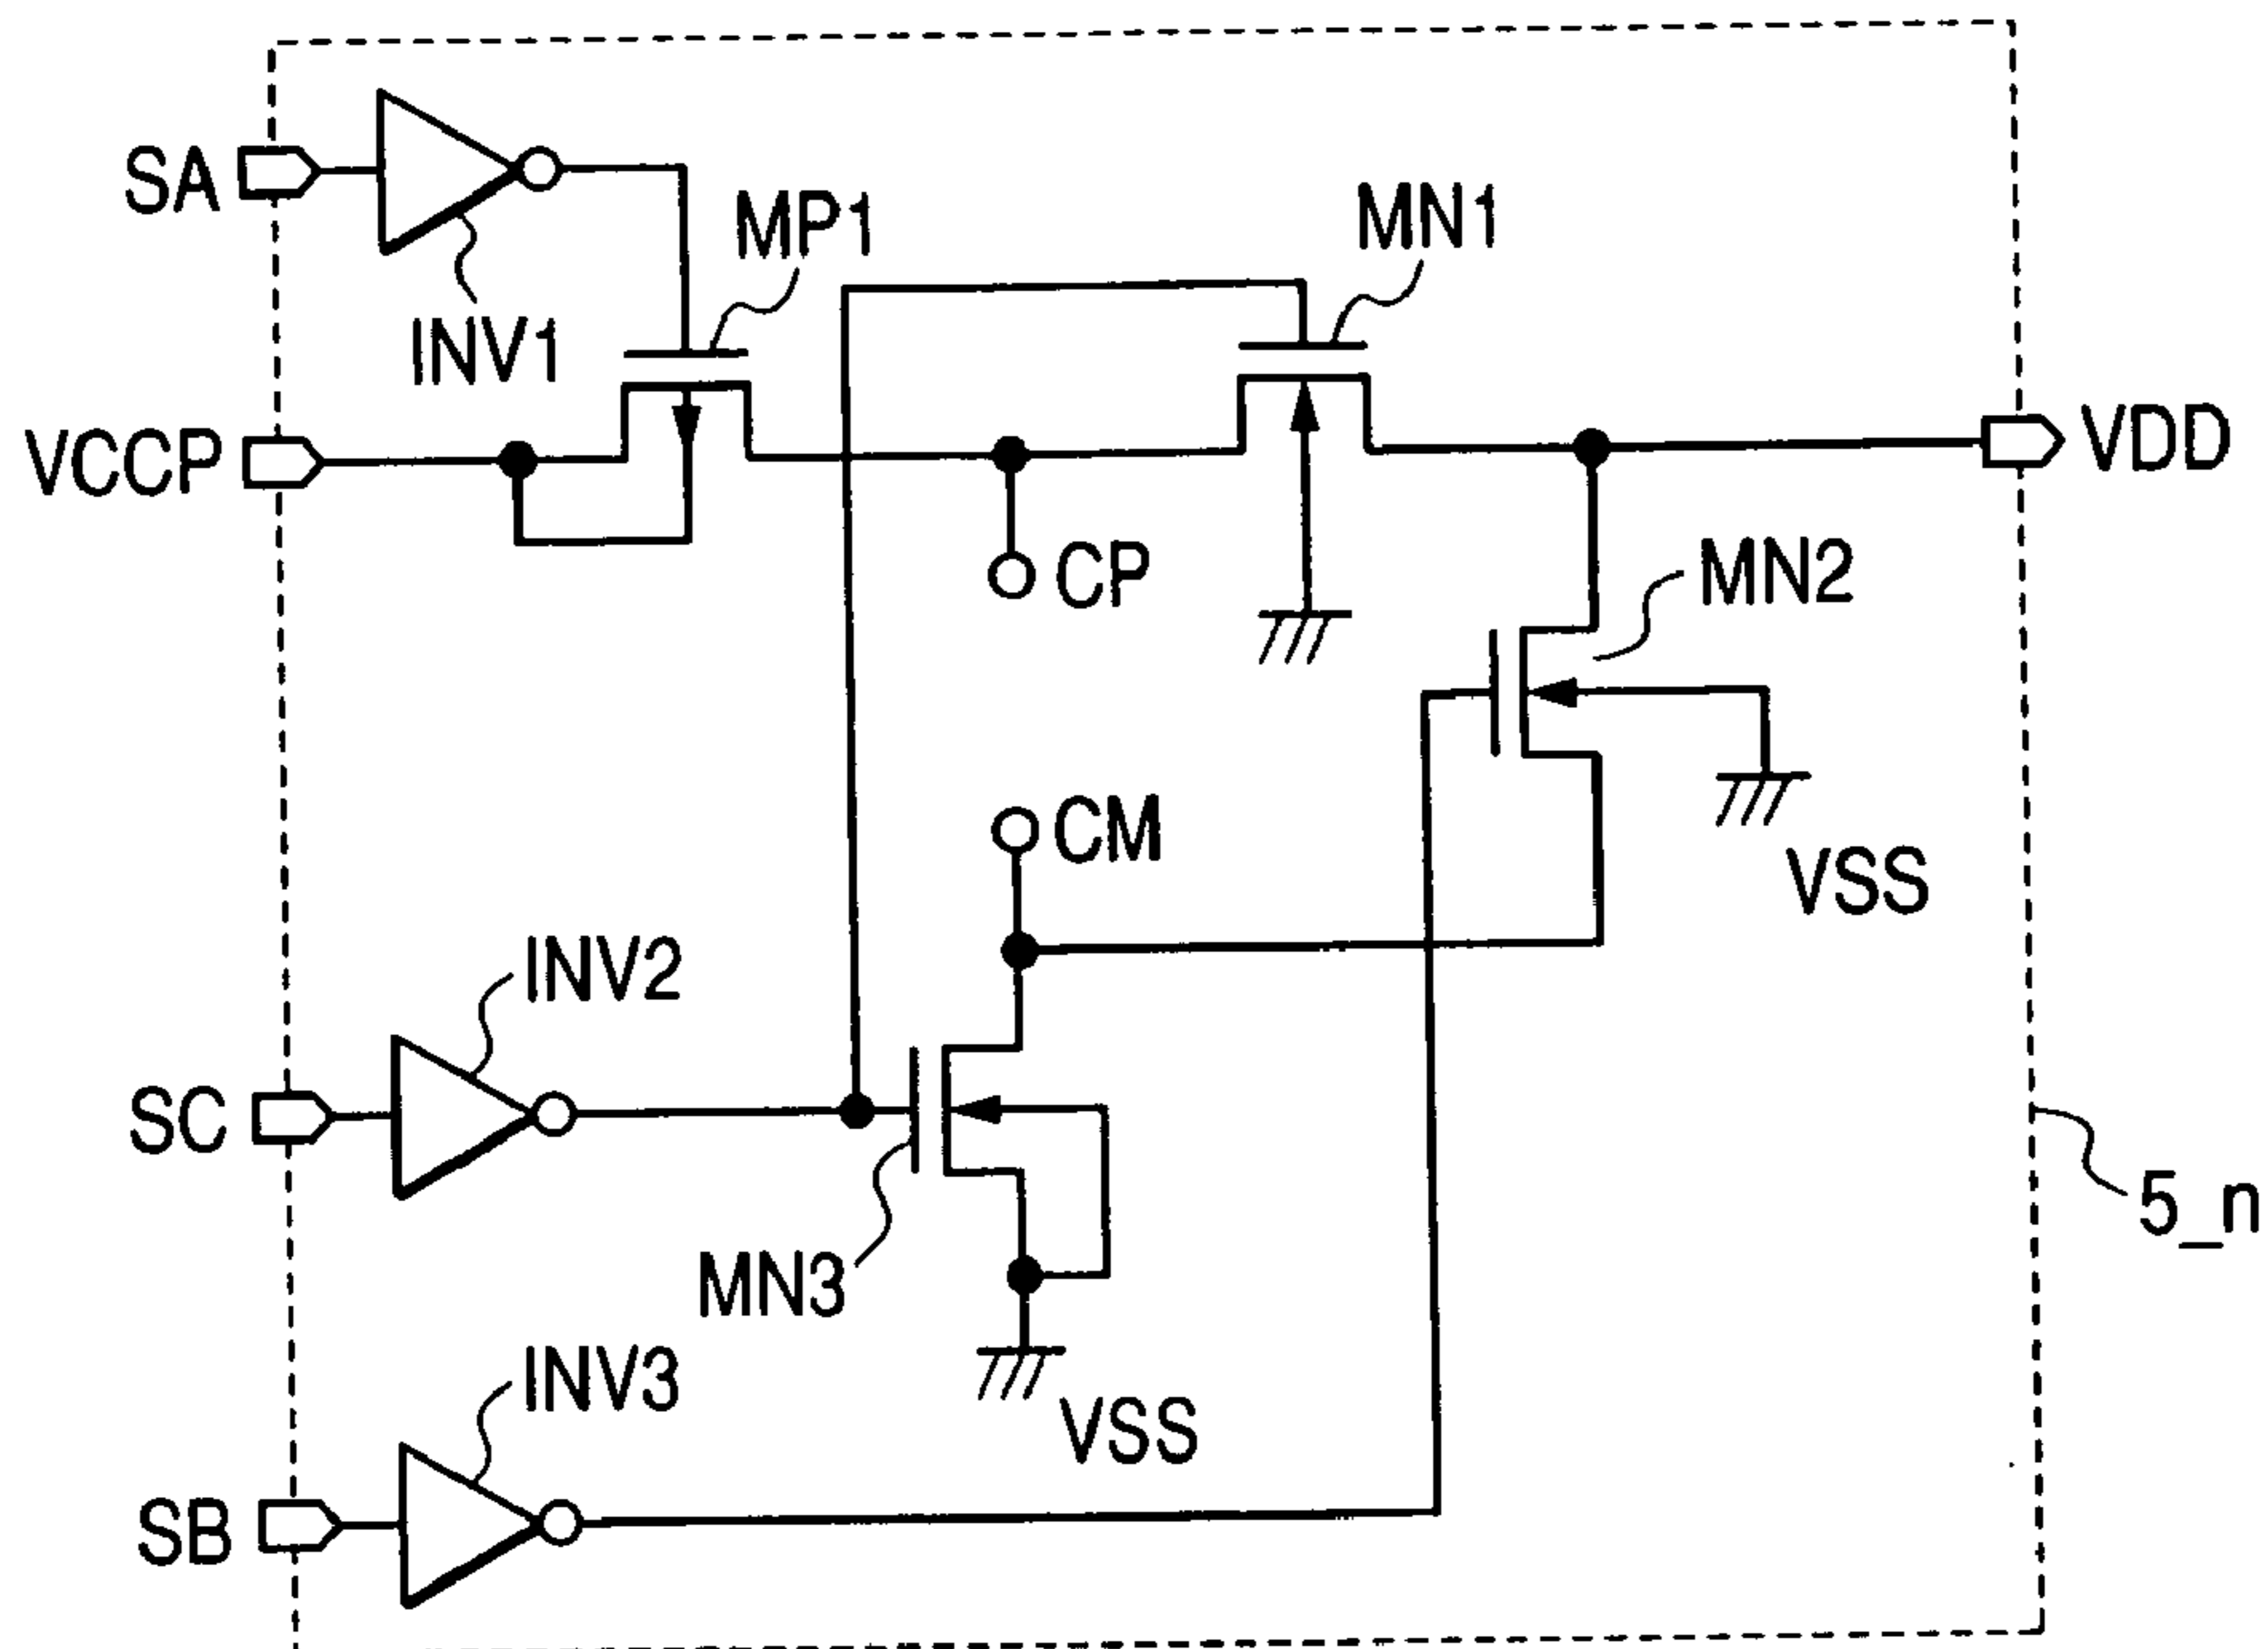 SA
MP1
MN1
INV1
VCCP
VDD
CP
MN2
CM
VSS
INV2
SC
5_n
MN3
INV3
VSS
SB